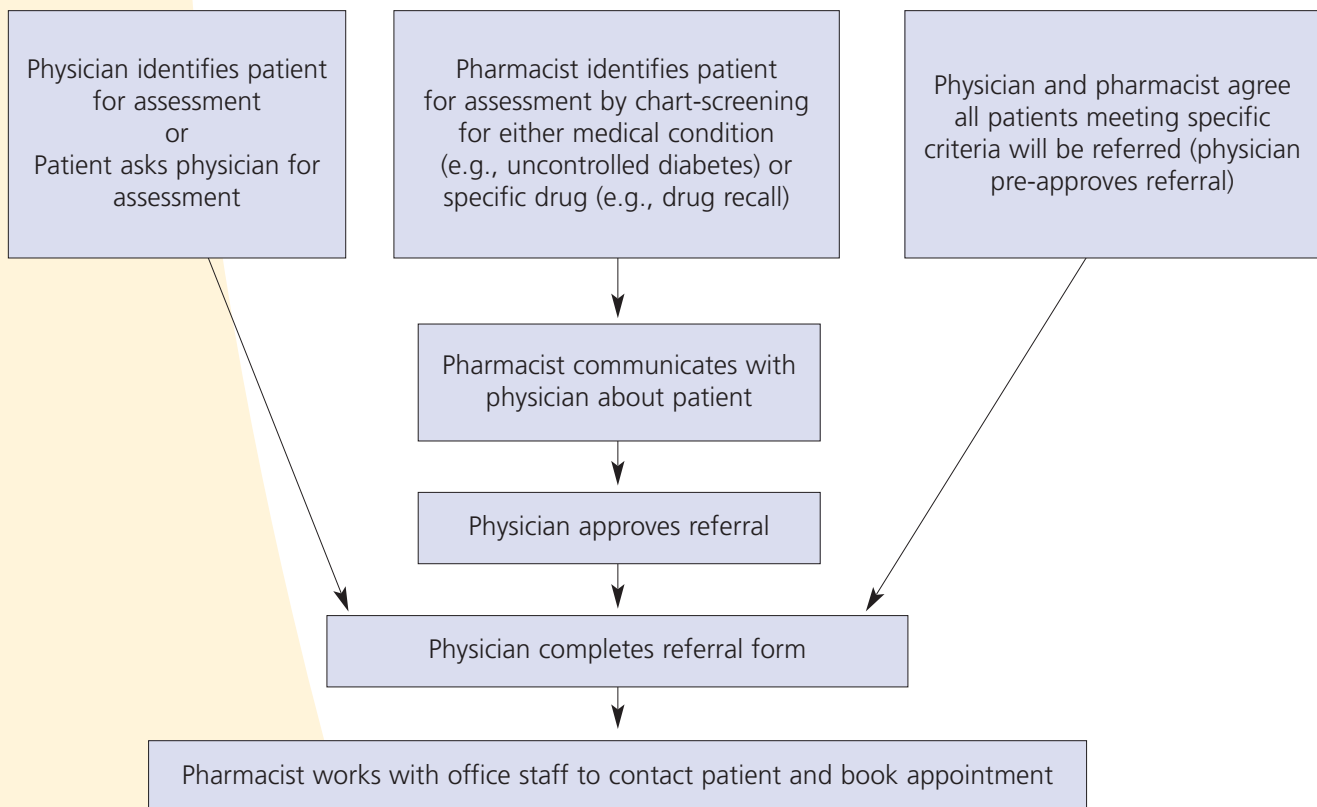 Physician identifies patient
for assessment
or
Patient asks physician for
assessment
Pharmacist identifies patient
for assessment by chart-screening
for either medical condition
(e.g., uncontrolled diabetes) or
specific drug (e.g., drug recall)
Physician and pharmacist agree
all patients meeting specific
criteria will be referred (physician
pre-approves referral)
Pharmacist communicates with
physician about patient
Physician approves referral
Physician completes referral form
Pharmacist works with office staff to contact patient and book appointment